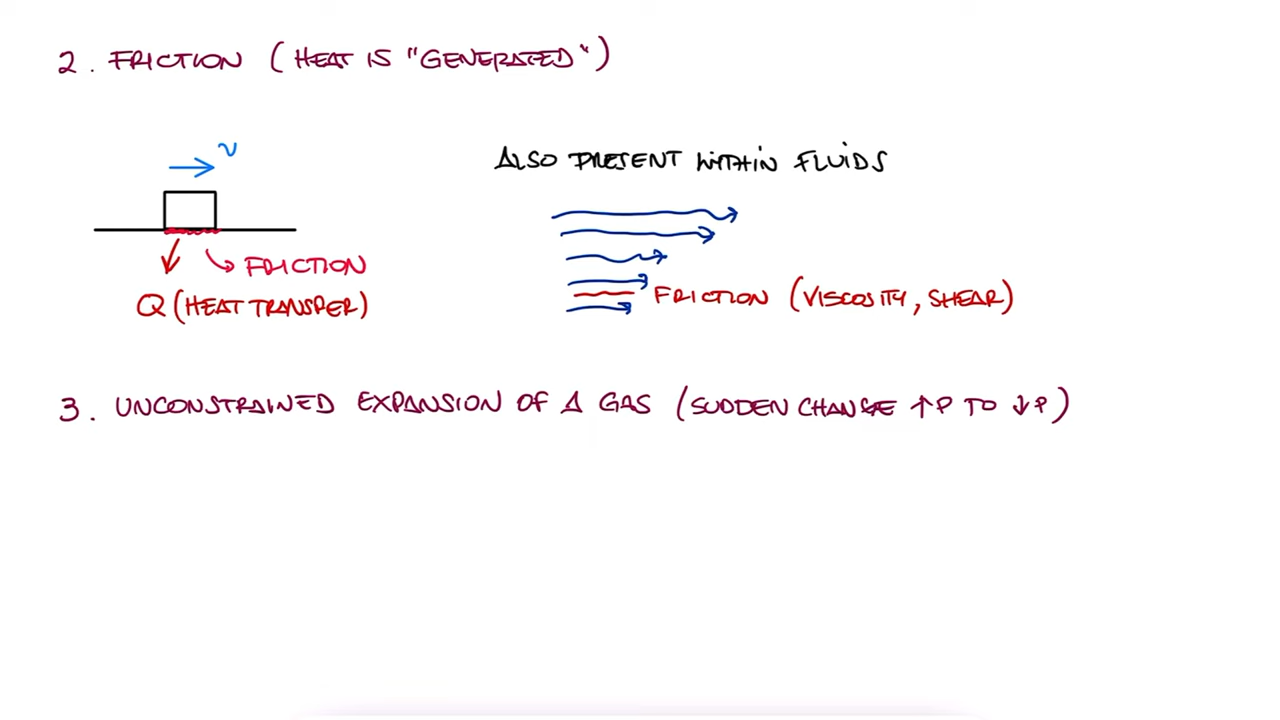 2. FRICTION (HEAT IS "GENERATED")
v
FRICTION
Q (HEAT TRANSFER)
ALSO PRESENT WITHIN FLUIDS
FRICTION (VISCOSITY, SHEAR)
3. UNCONSTRAINED EXPANSION OF A GAS (SUDDEN CHANGE ↑P TO ↓P)